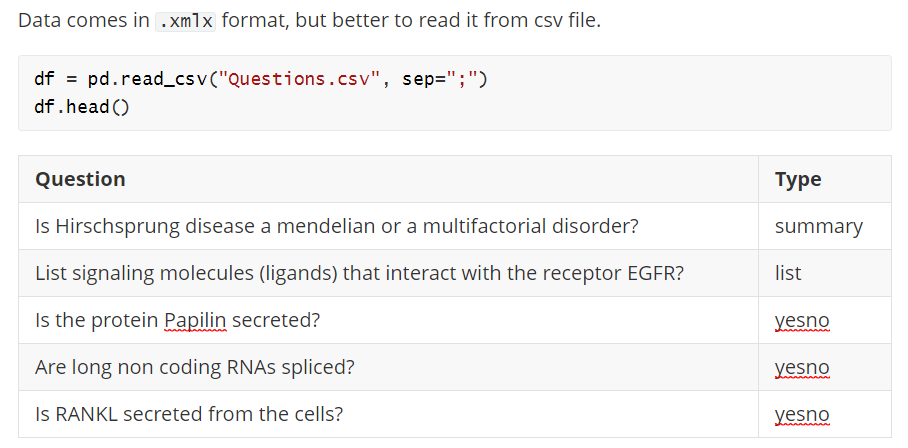 Data comes in .xmlx format, but better to read it from csv file.
df = pd.read_csv("Questions.csv", sep=";")
df.head()
Question Type
Is Hirschsprung disease a mendelian or a multifactorial disorder? summary
List signaling molecules (ligands) that interact with the receptor EGFR? list
Is the protein Papilin secreted? yesno
Are long non coding RNAs spliced? yesno
Is RANKL secreted from the cells? yesno